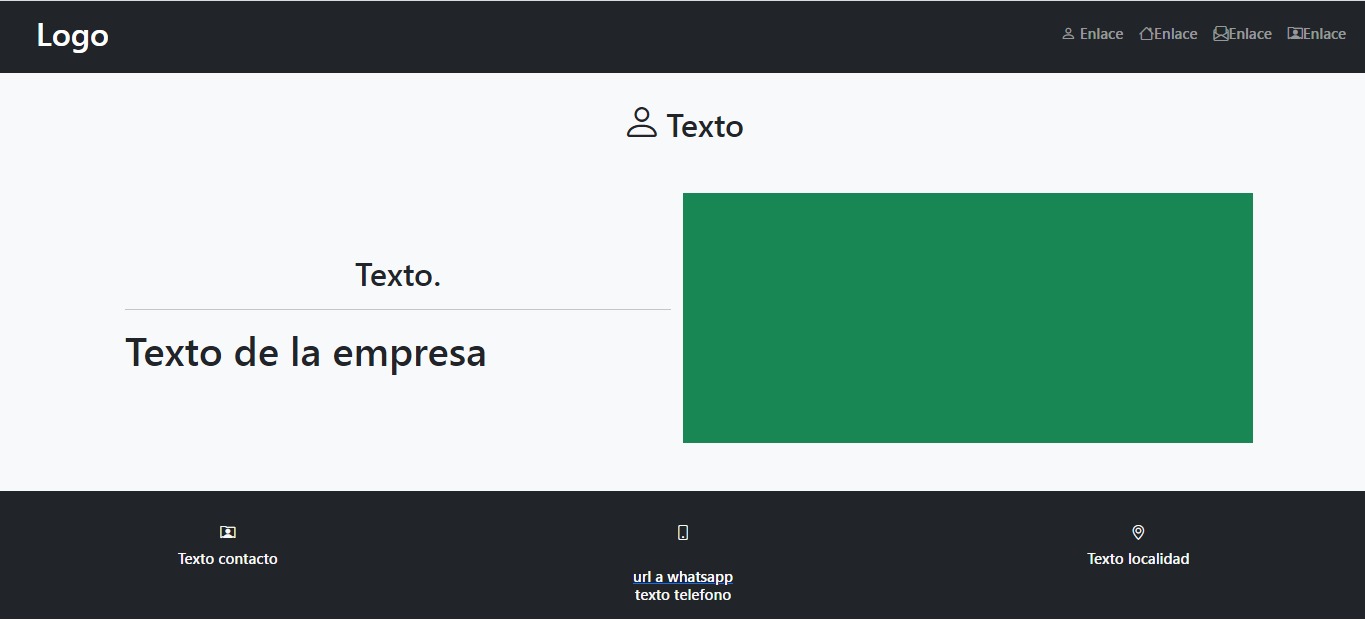 Logo
Enlace Enlace Enlace Enlace
Texto
Texto.
Texto de la empresa
Texto contacto
url a whatsapp
texto telefono
Texto localidad